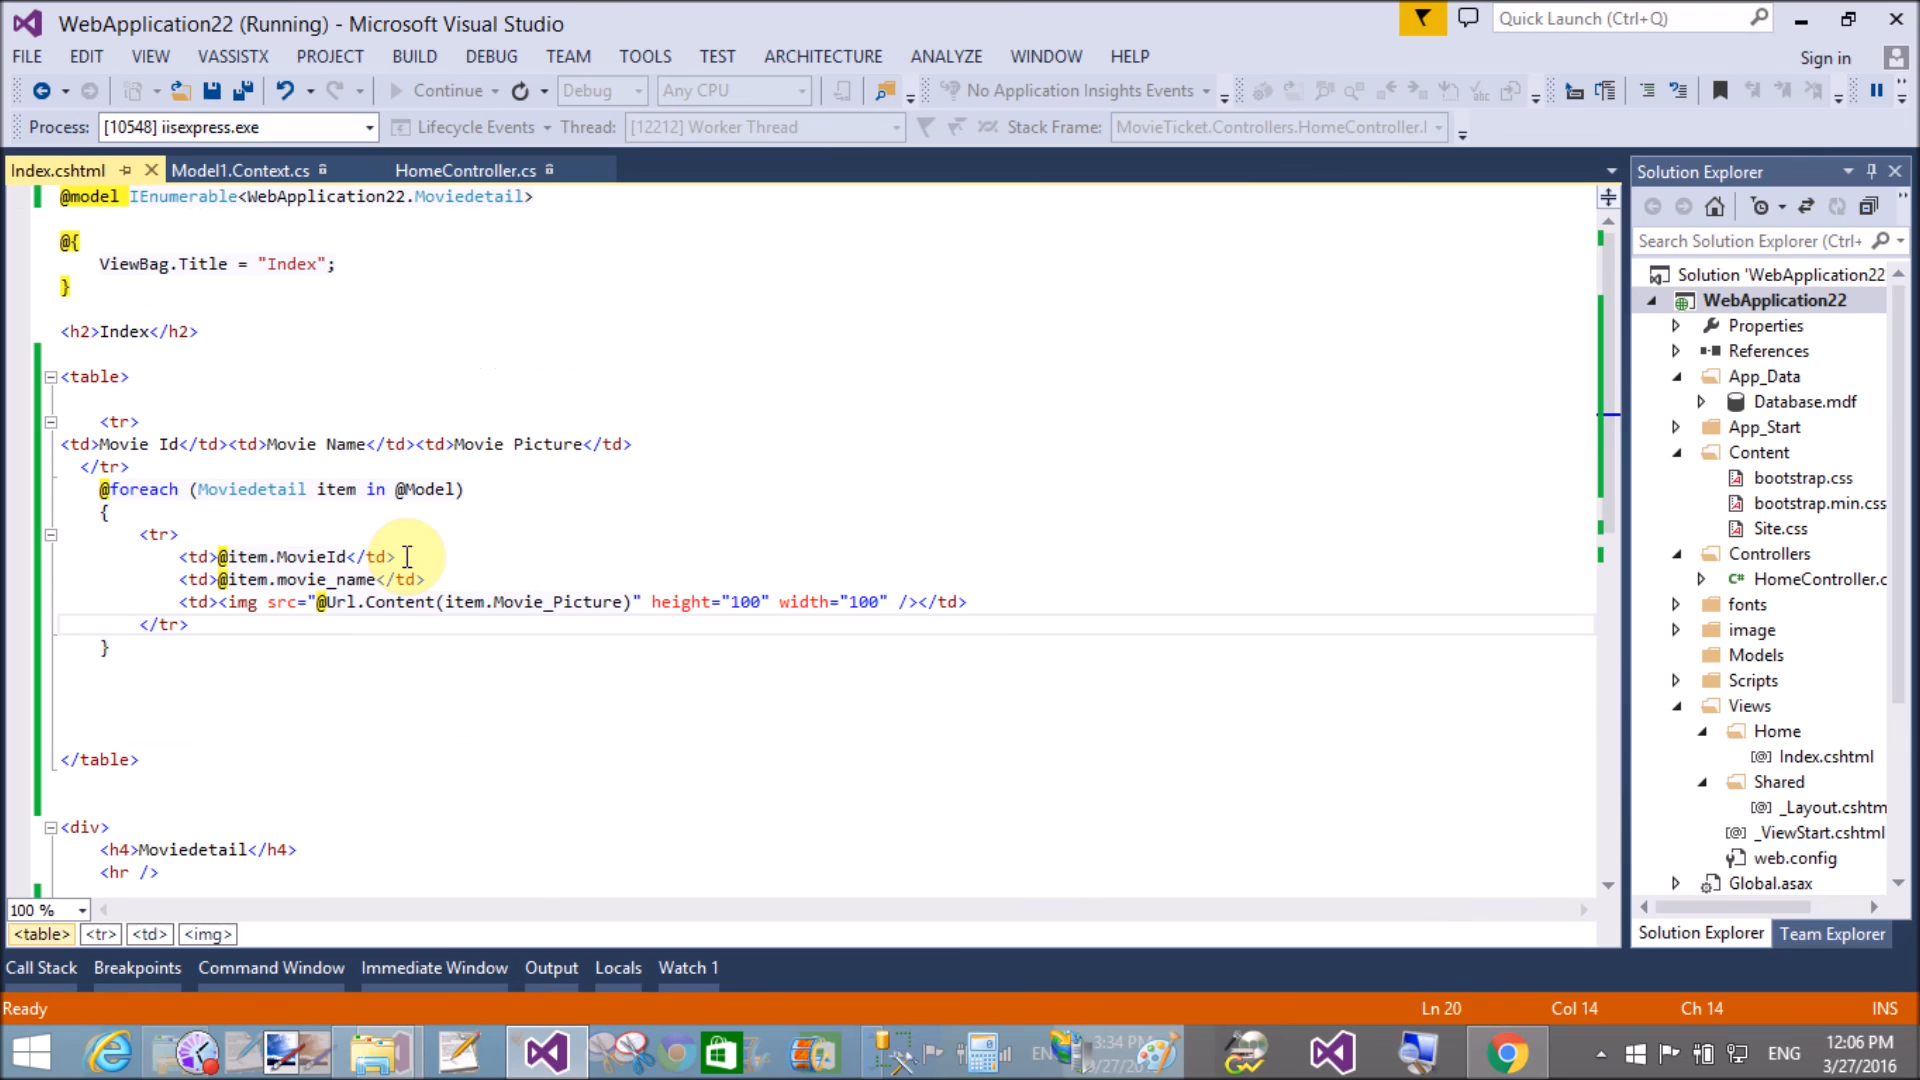 WebApplication22 (Running) - Microsoft Visual Studio
Quick Launch (Ctrl+Q)
FILE EDIT VIEW VASSISTX PROJECT BUILD DEBUG TEAM TOOLS TEST ARCHITECTURE ANALYZE WINDOW HELP Sign in
Continue Debug Any CPU No Application Insights Events
Process: [10548] iisexpress.exe Lifecycle Events Thread: [12212] Worker Thread Stack Frame: MovieTicket.Controllers.HomeController.I
Index.cshtml Model1.Context.cs HomeController.cs
@model IEnumerable<WebApplication22.Moviedetail>
@{
ViewBag.Title = "Index";
}
<h2>Index</h2>
<table>
<tr>
<td>Movie Id</td><td>Movie Name</td><td>Movie Picture</td>
</tr>
@foreach (Moviedetail item in @Model)
{
<tr>
<td>@item.MovieId</td>
<td>@item.movie_name</td>
<td><img src="@Url.Content(item.Movie_Picture)" height="100" width="100" /></td>
</tr>
}
</table>
<div>
<h4>Moviedetail</h4>
<hr />
100 %
<table> <tr> <td> <img>
Solution Explorer
Search Solution Explorer (Ctrl+
Solution 'WebApplication22
WebApplication22
Properties
References
App_Data
Database.mdf
App_Start
Content
bootstrap.css
bootstrap.min.css
Site.css
Controllers
C# HomeController.c
fonts
image
Models
Scripts
Views
Home
[@] Index.cshtml
Shared
[@] _Layout.cshtm
[@] _ViewStart.cshtml
web.config
Global.asax
Solution Explorer Team Explorer
Call Stack Breakpoints Command Window Immediate Window Output Locals Watch 1
Ready Ln 20 Col 14 Ch 14 INS
EN 3:34 PM
ENG 12:06 PM
3/27/2016